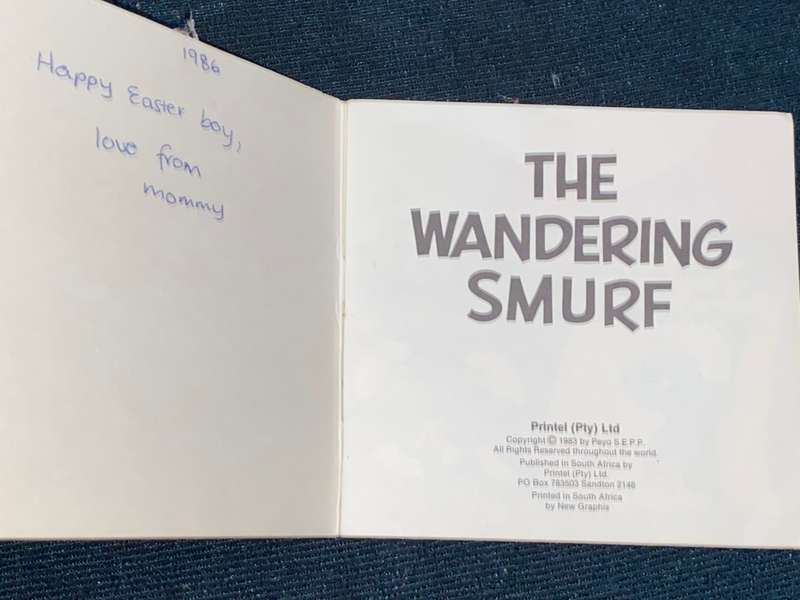 1986
Happy Easter boy,
love from
mommy
THE
WANDERING
SMURF
Printel (Pty) Ltd
Copyright © 1983 by Peyo S.E.P.P.
All Rights Reserved throughout the world.
Published in South Africa by
Printel (Pty) Ltd.
PO Box 783503 Sandton 2146
Printed in South Africa
by New Graphis